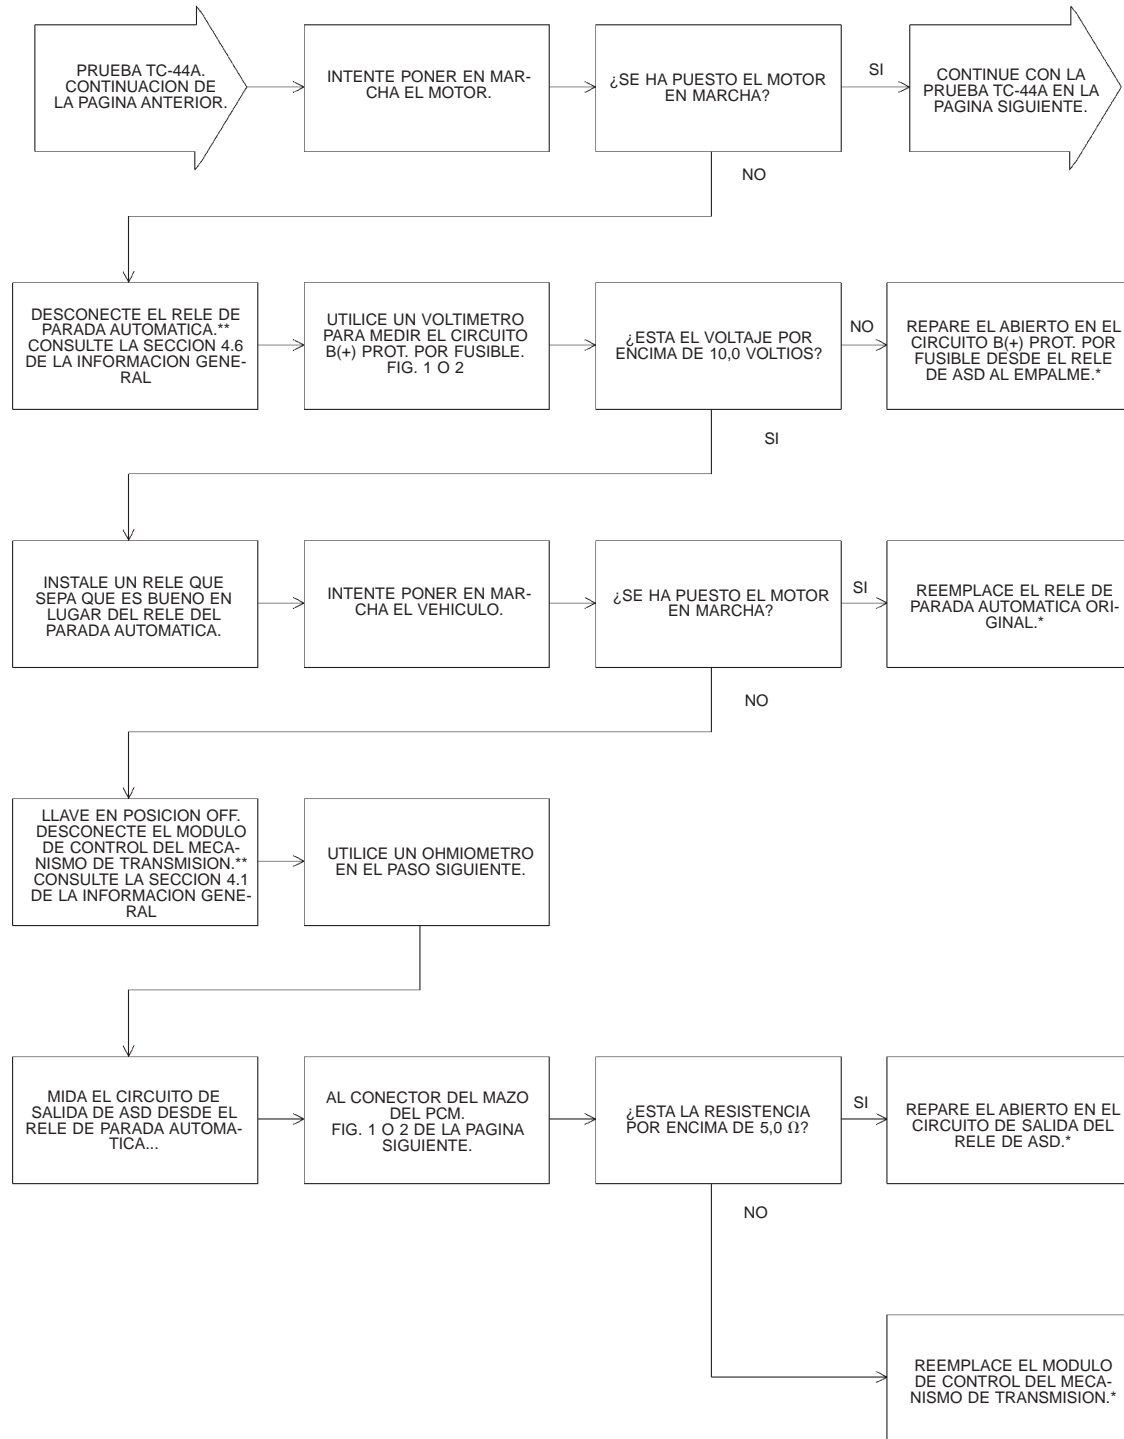 PRUEBA TC-44A.
CONTINUACION DE
LA PAGINA ANTERIOR.
INTENTE PONER EN MAR-
CHA EL MOTOR.
¿SE HA PUESTO EL MOTOR
EN MARCHA?
SI
CONTINUE CON LA
PRUEBA TC-44A EN LA
PAGINA SIGUIENTE.
NO
DESCONECTE EL RELE DE
PARADA AUTOMATICA.**
CONSULTE LA SECCION 4.6
DE LA INFORMACION GENE-
RAL
UTILICE UN VOLTIMETRO
PARA MEDIR EL CIRCUITO
B(+) PROT. POR FUSIBLE.
FIG. 1 O 2
¿ESTA EL VOLTAJE POR
ENCIMA DE 10,0 VOLTIOS?
NO
REPARE EL ABIERTO EN EL
CIRCUITO B(+) PROT. POR
FUSIBLE DESDE EL RELE
DE ASD AL EMPALME.*
SI
INSTALE UN RELE QUE
SEPA QUE ES BUENO EN
LUGAR DEL RELE DEL
PARADA AUTOMATICA.
INTENTE PONER EN MAR-
CHA EL VEHICULO.
¿SE HA PUESTO EL MOTOR
EN MARCHA?
SI
REEMPLACE EL RELE DE
PARADA AUTOMATICA ORI-
GINAL.*
NO
LLAVE EN POSICION OFF.
DESCONECTE EL MODULO
DE CONTROL DEL MECA-
NISMO DE TRANSMISION.**
CONSULTE LA SECCION 4.1
DE LA INFORMACION GENE-
RAL
UTILICE UN OHMIOMETRO
EN EL PASO SIGUIENTE.
MIDA EL CIRCUITO DE
SALIDA DE ASD DESDE EL
RELE DE PARADA AUTOMA-
TICA...
AL CONECTOR DEL MAZO
DEL PCM.
FIG. 1 O 2 DE LA PAGINA
SIGUIENTE.
¿ESTA LA RESISTENCIA
POR ENCIMA DE 5,0 Ω?
SI
REPARE EL ABIERTO EN EL
CIRCUITO DE SALIDA DEL
RELE DE ASD.*
NO
REEMPLACE EL MODULO
DE CONTROL DEL MECA-
NISMO DE TRANSMISION.*